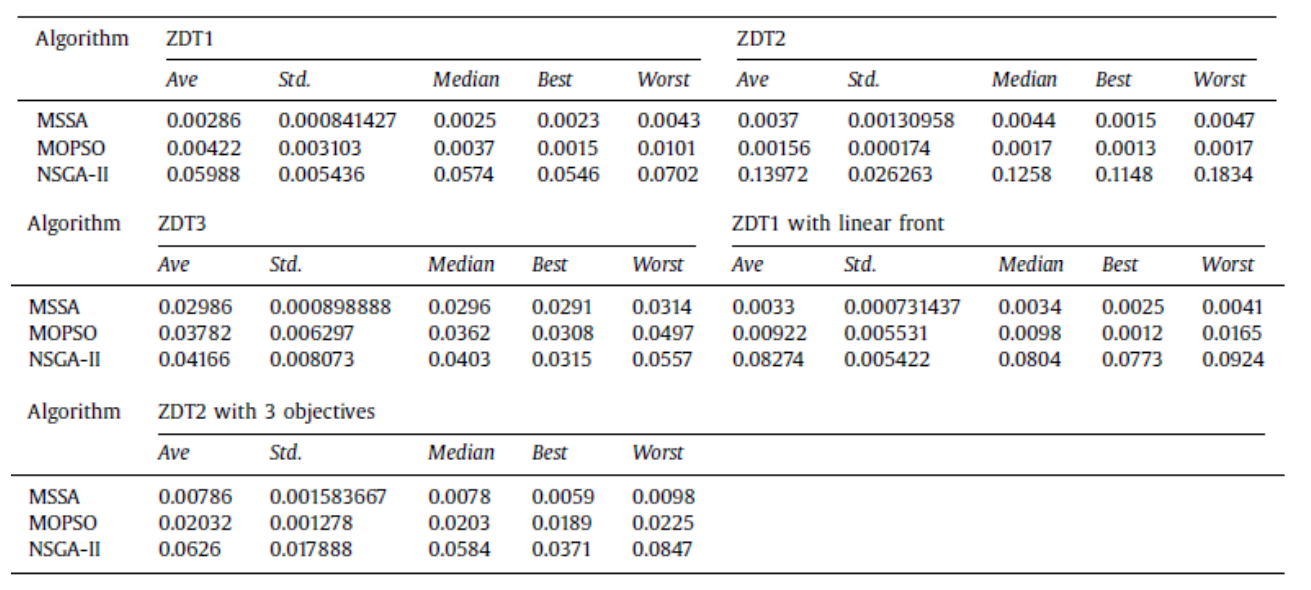 Algorithm ZDT1 ZDT2
Ave Std. Median Best Worst Ave Std. Median Best Worst
MSSA 0.00286 0.000841427 0.0025 0.0023 0.0043 0.0037 0.00130958 0.0044 0.0015 0.0047
MOPSO 0.00422 0.003103 0.0037 0.0015 0.0101 0.00156 0.000174 0.0017 0.0013 0.0017
NSGA-II 0.05988 0.005436 0.0574 0.0546 0.0702 0.13972 0.026263 0.1258 0.1148 0.1834
Algorithm ZDT3 ZDT1 with linear front
Ave Std. Median Best Worst Ave Std. Median Best Worst
MSSA 0.02986 0.000898888 0.0296 0.0291 0.0314 0.0033 0.000731437 0.0034 0.0025 0.0041
MOPSO 0.03782 0.006297 0.0362 0.0308 0.0497 0.00922 0.005531 0.0098 0.0012 0.0165
NSGA-II 0.04166 0.008073 0.0403 0.0315 0.0557 0.08274 0.005422 0.0804 0.0773 0.0924
Algorithm ZDT2 with 3 objectives
Ave Std. Median Best Worst
MSSA 0.00786 0.001583667 0.0078 0.0059 0.0098
MOPSO 0.02032 0.001278 0.0203 0.0189 0.0225
NSGA-II 0.0626 0.017888 0.0584 0.0371 0.0847